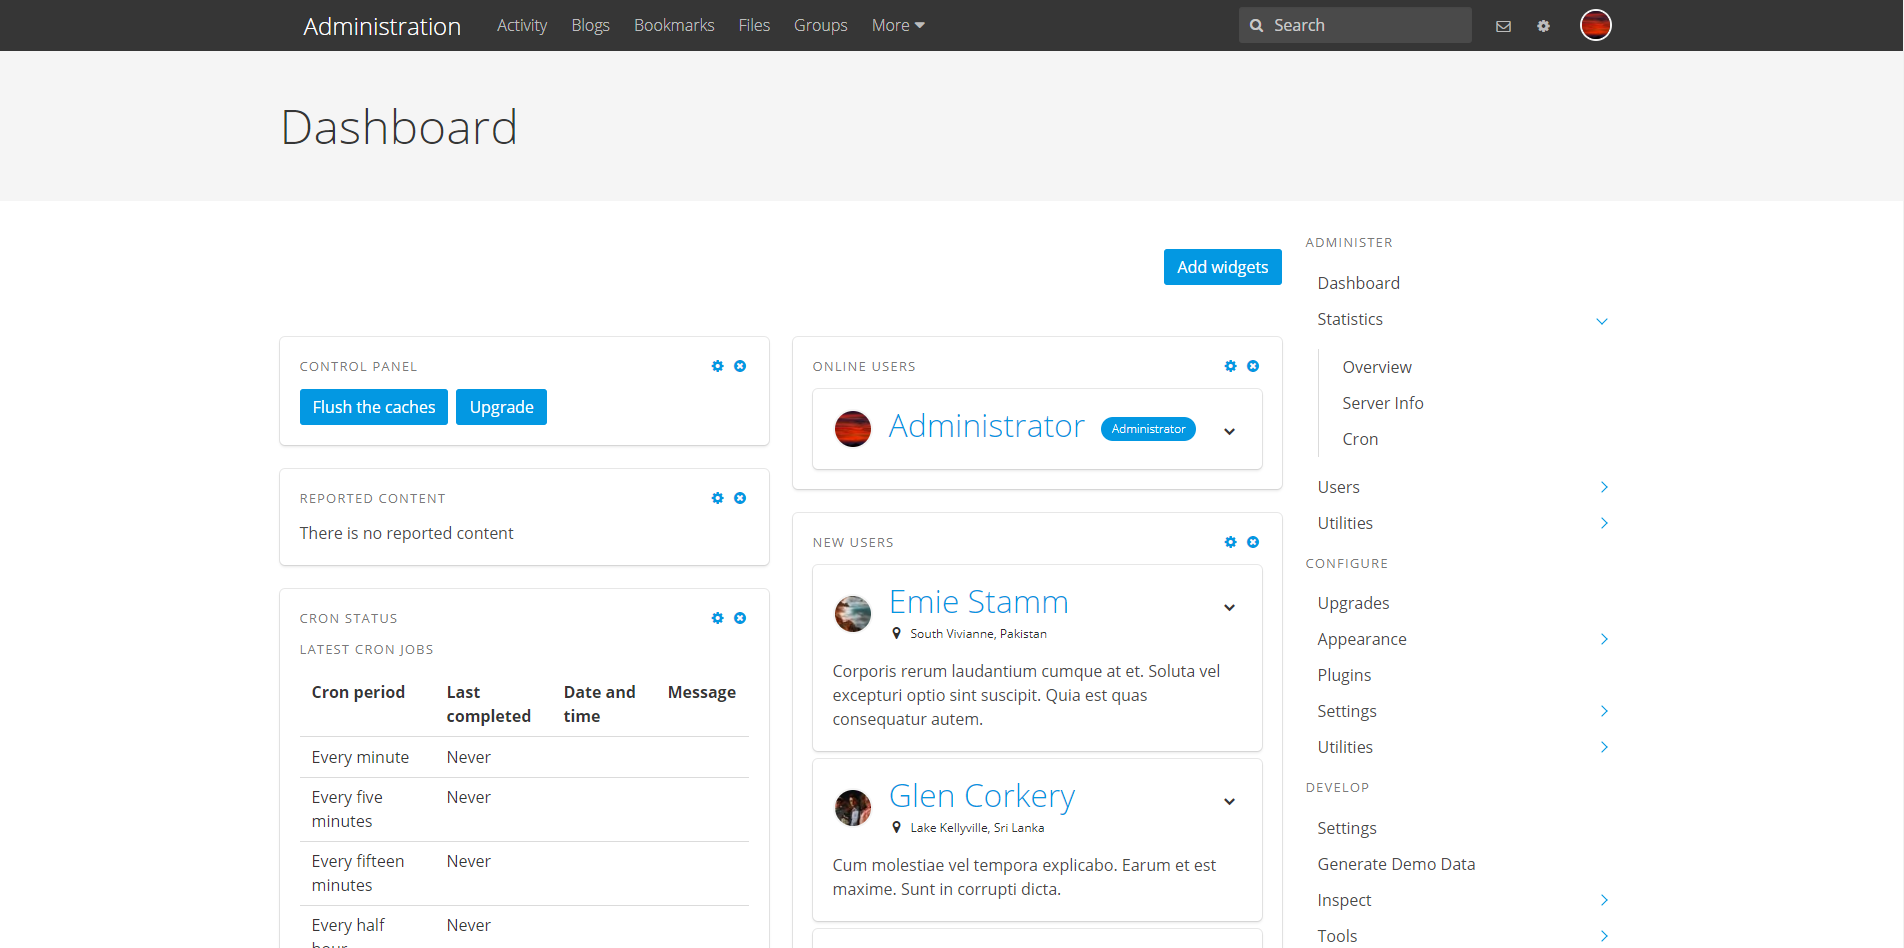 Administration
Activity
Blogs
Bookmarks
Files
Groups
More
Search
Dashboard
Add widgets
CONTROL PANEL
Flush the caches
Upgrade
REPORTED CONTENT
There is no reported content
CRON STATUS
LATEST CRON JOBS
Cron period
Last
completed
Date and
time
Message
Every minute
Never
Every five
minutes
Never
Every fifteen
minutes
Never
Every half
Never
ONLINE USERS
Administrator
Administrator
NEW USERS
Emie Stamm
South Vivianne, Pakistan
Corporis rerum laudantium cumque at et. Soluta vel
excepturi optio sint suscipit. Quia est quas
consequatur autem.
Glen Corkery
Lake Kellyville, Sri Lanka
Cum molestiae vel tempora explicabo. Earum et est
maxime. Sunt in corrupti dicta.
ADMINISTER
Dashboard
Statistics
Overview
Server Info
Cron
Users
Utilities
CONFIGURE
Upgrades
Appearance
Plugins
Settings
Utilities
DEVELOP
Settings
Generate Demo Data
Inspect
Tools